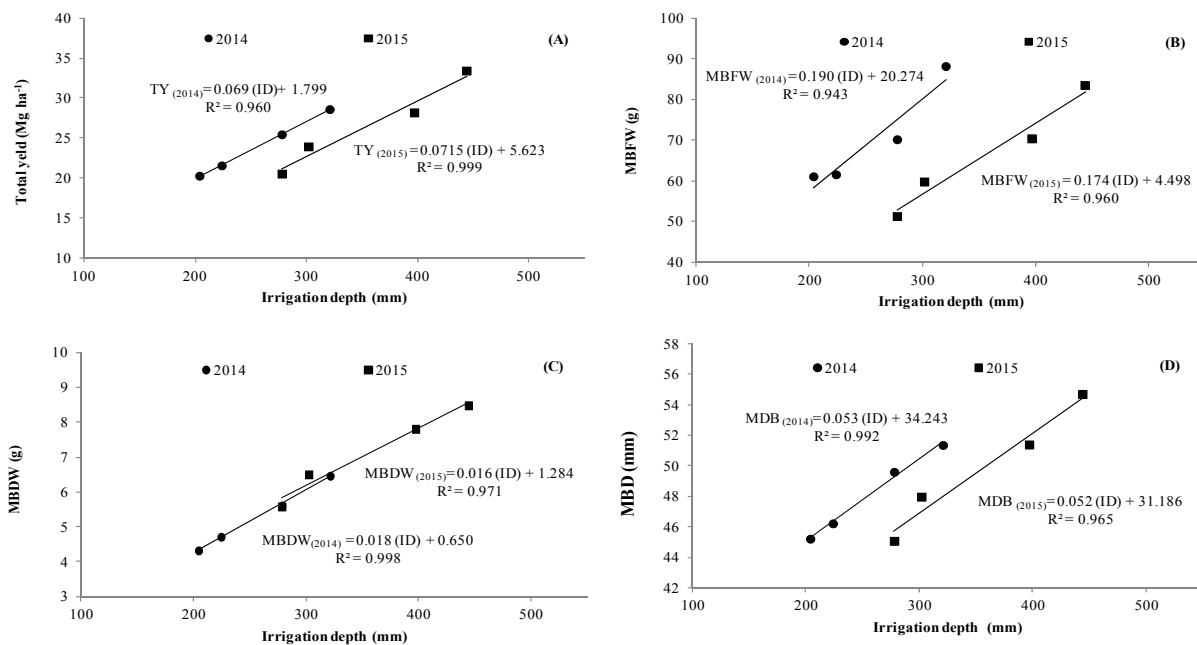 40
35
30
25
20
15
10
Total yeld (Mg ha-1)
2014
2015
(A)
TY (2014)=0.069 (ID)+ 1.799
R² = 0.960
TY (2015)=0.0715 (ID) + 5.623
R² = 0.999
100 200 300 400 500
Irrigation depth (mm)
100
90
80
70
60
50
40
MBFW (g)
2014
2015
(B)
MBFW (2014)=0.190 (ID) + 20.274
R² = 0.943
MBFW (2015)=0.174 (ID) + 4.498
R² = 0.960
100 200 300 400 500
Irrigation depth (mm)
10
9
8
7
6
5
4
3
MBDW (g)
2014
2015
(C)
MBDW (2015)=0.016 (ID) + 1.284
R² = 0.971
MBDW(2014)=0.018 (ID) + 0.650
R² = 0.998
100 200 300 400 500
Irrigation depth (mm)
58
56
54
52
50
48
46
44
42
MBD (mm)
2014
2015
(D)
MDB (2014)=0.053 (ID) + 34.243
R² = 0.992
MDB (2015)=0.052 (ID) + 31.186
R² = 0.965
100 200 300 400 500
Irrigation depth (mm)